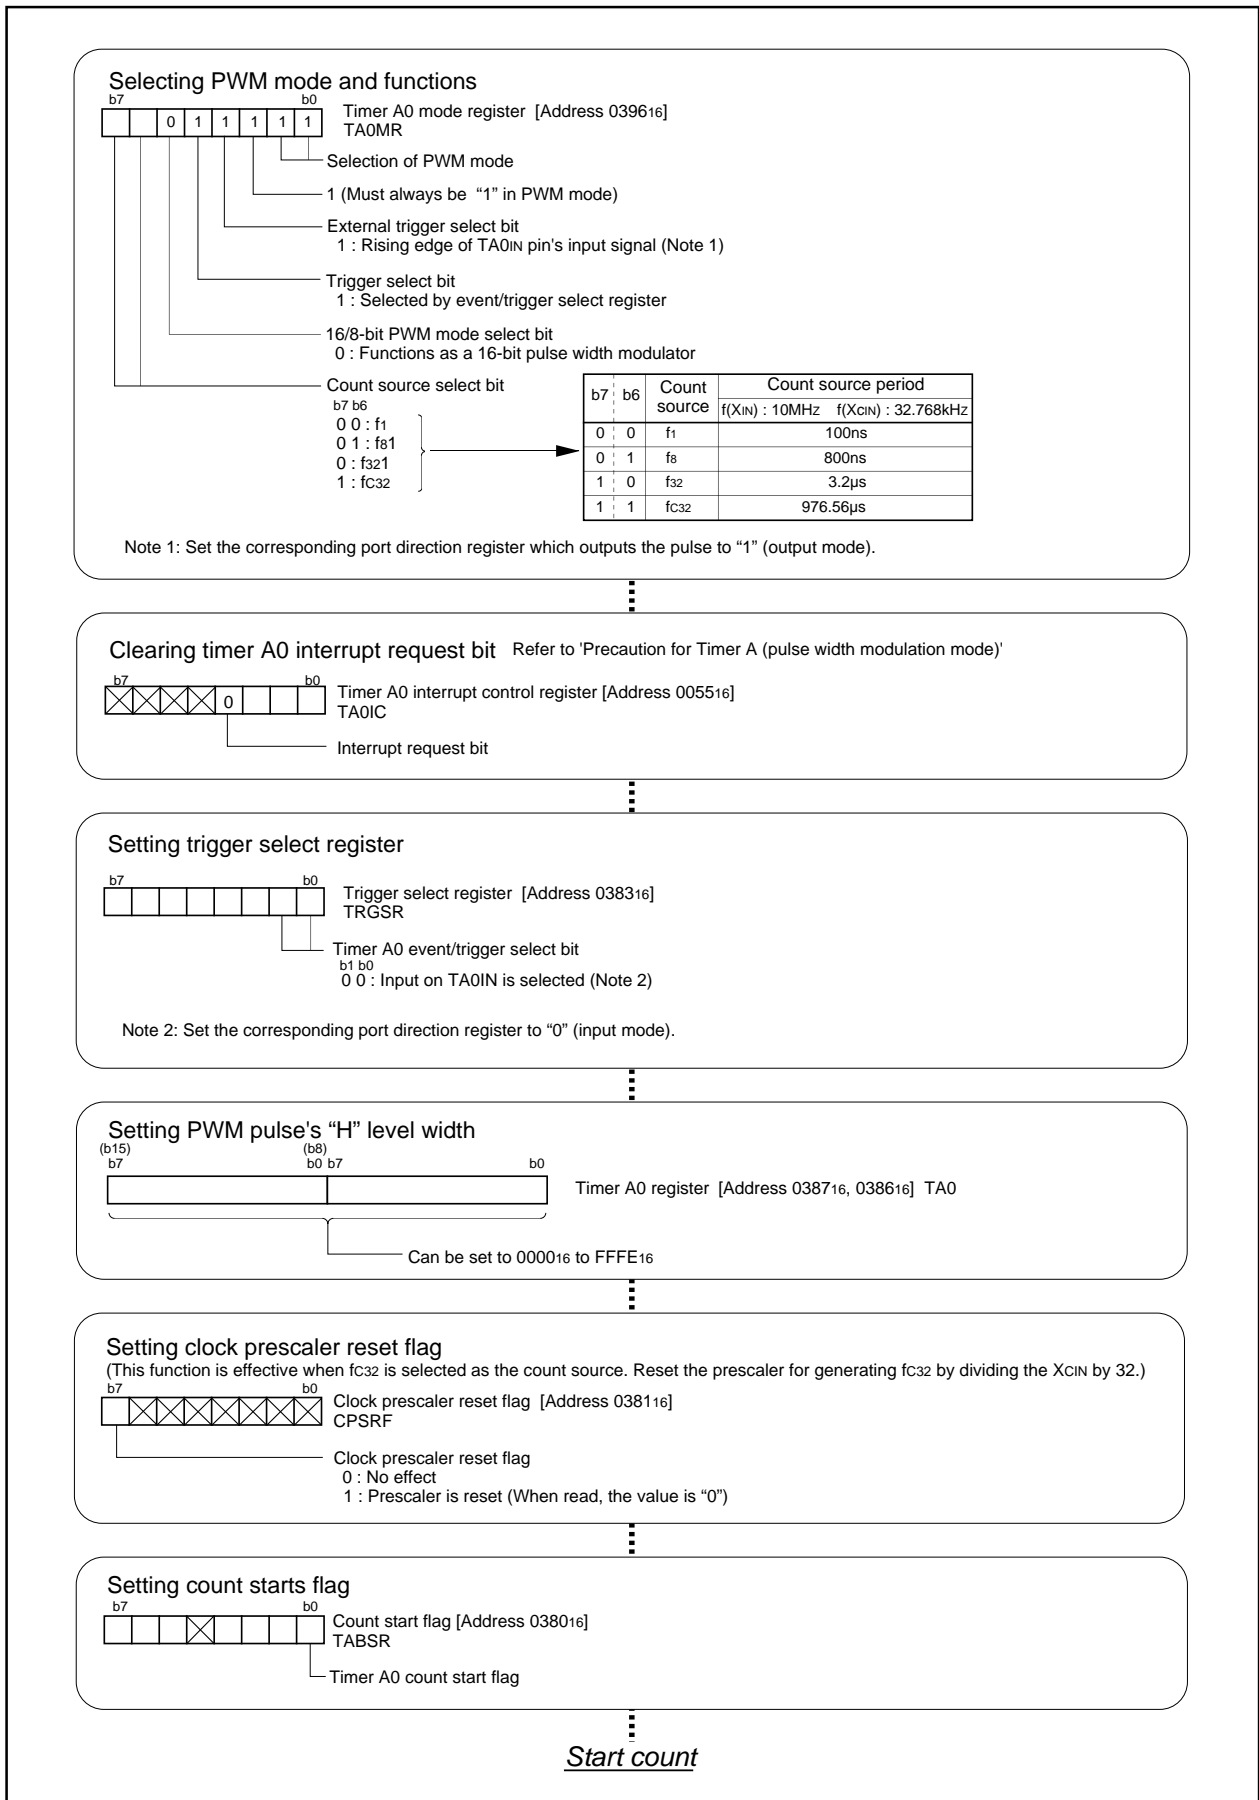 Selecting PWM mode and functions
b7 b0
0 1 1 1 1 1
Timer A0 mode register [Address 039616]
TA0MR
Selection of PWM mode
1 (Must always be “1” in PWM mode)
External trigger select bit
1 : Rising edge of TA0IN pin's input signal (Note 1)
Trigger select bit
1 : Selected by event/trigger select register
16/8-bit PWM mode select bit
0 : Functions as a 16-bit pulse width modulator
Count source select bit
b7 b6
0 0 : f1
0 1 : f81
0 : f321
1 : fC32
b7 b6 Count source Count source period
f(XIN) : 10MHz f(XCIN) : 32.768kHz
0 0 f1 100ns
0 1 f8 800ns
1 0 f32 3.2µs
1 1 fC32 976.56µs
Note 1: Set the corresponding port direction register which outputs the pulse to “1” (output mode).
Clearing timer A0 interrupt request bit Refer to 'Precaution for Timer A (pulse width modulation mode)'
b7 b0
0
Timer A0 interrupt control register [Address 005516]
TA0IC
Interrupt request bit
Setting trigger select register
b7 b0
Trigger select register [Address 038316]
TRGSR
Timer A0 event/trigger select bit
b1 b0
0 0 : Input on TA0IN is selected (Note 2)
Note 2: Set the corresponding port direction register to “0” (input mode).
Setting PWM pulse's “H” level width
(b15) (b8)
b7 b0 b7 b0
Timer A0 register [Address 038716, 038616] TA0
Can be set to 000016 to FFFE16
Setting clock prescaler reset flag
(This function is effective when fC32 is selected as the count source. Reset the prescaler for generating fC32 by dividing the XCIN by 32.)
b7 b0
Clock prescaler reset flag [Address 038116]
CPSRF
Clock prescaler reset flag
0 : No effect
1 : Prescaler is reset (When read, the value is “0”)
Setting count starts flag
b7 b0
Count start flag [Address 038016]
TABSR
Timer A0 count start flag
Start count